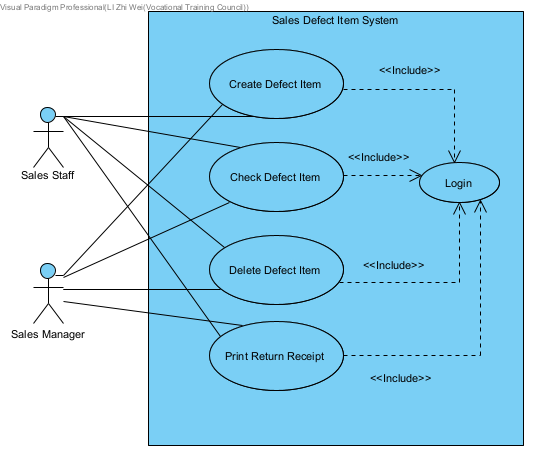 Visual Paradigm Professional(LI Zhi Wei(Vocational Training Council))
Sales Defect Item System
Create Defect Item
<<Include>>
Sales Staff
Check Defect Item
<<Include>>
Login
Delete Defect Item
<<Include>>
Sales Manager
Print Return Receipt
<<Include>>